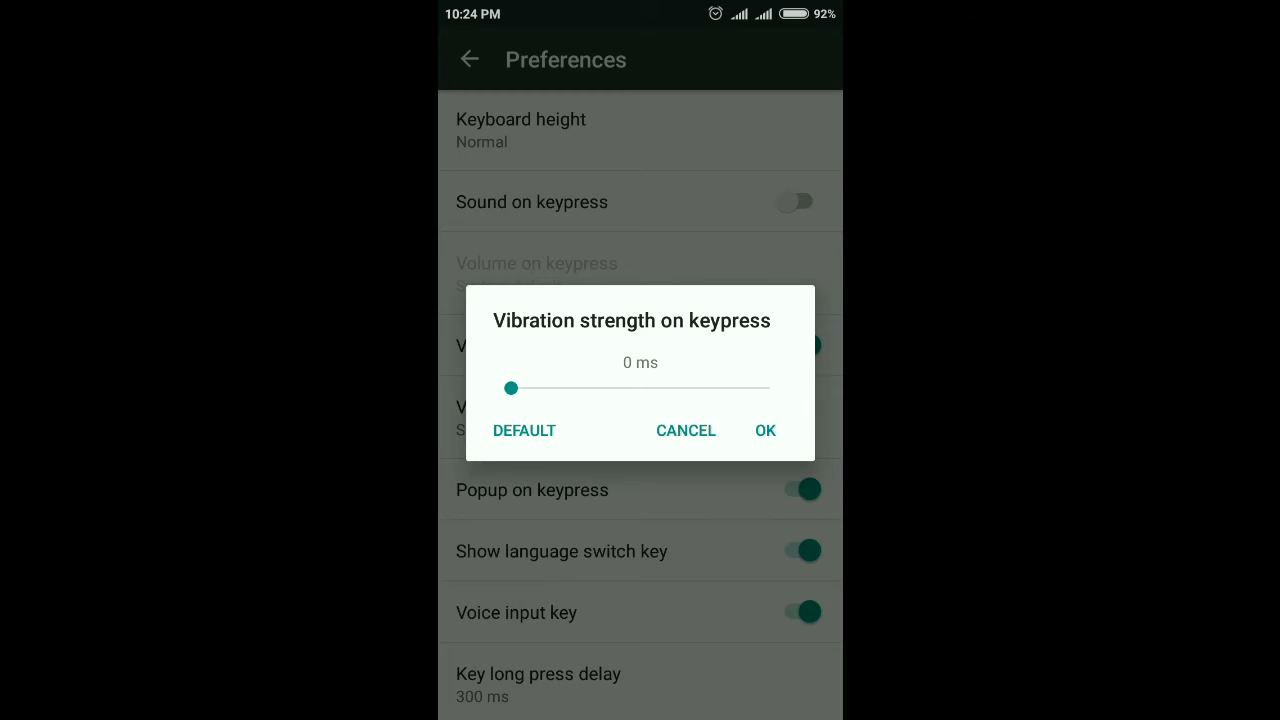 10:24 PM
92%
Preferences
Keyboard height
Normal
Sound on keypress
Volume on keypress
Vibration strength on keypress
0 ms
DEFAULT
CANCEL
OK
Popup on keypress
Show language switch key
Voice input key
Key long press delay
300 ms